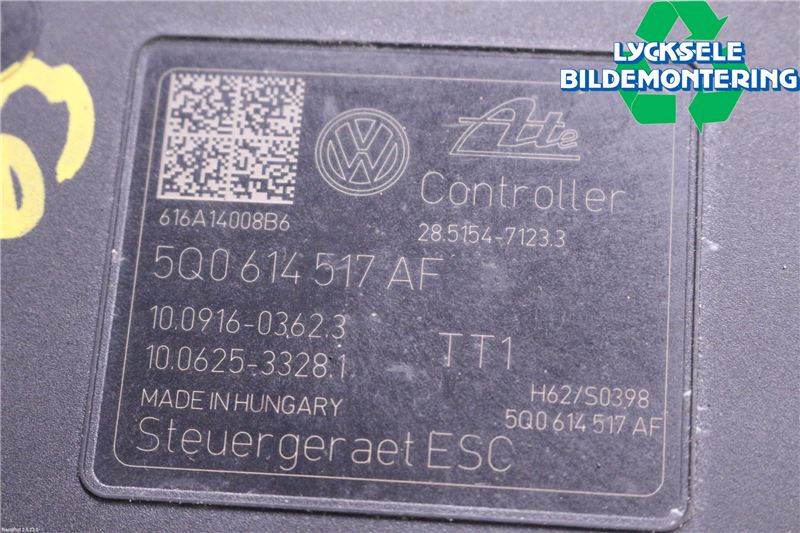 LYCKSELE
BILDEMONTERING
VW
Ate
Controller
616A14008B6
28.5154-7123.3
5Q0 614 517 AF
10.0916-0362.3
TT1
10.0625-3328.1
H62/S0398
MADE IN HUNGARY
5Q0 614 517 AF
Steuergeraet ESC